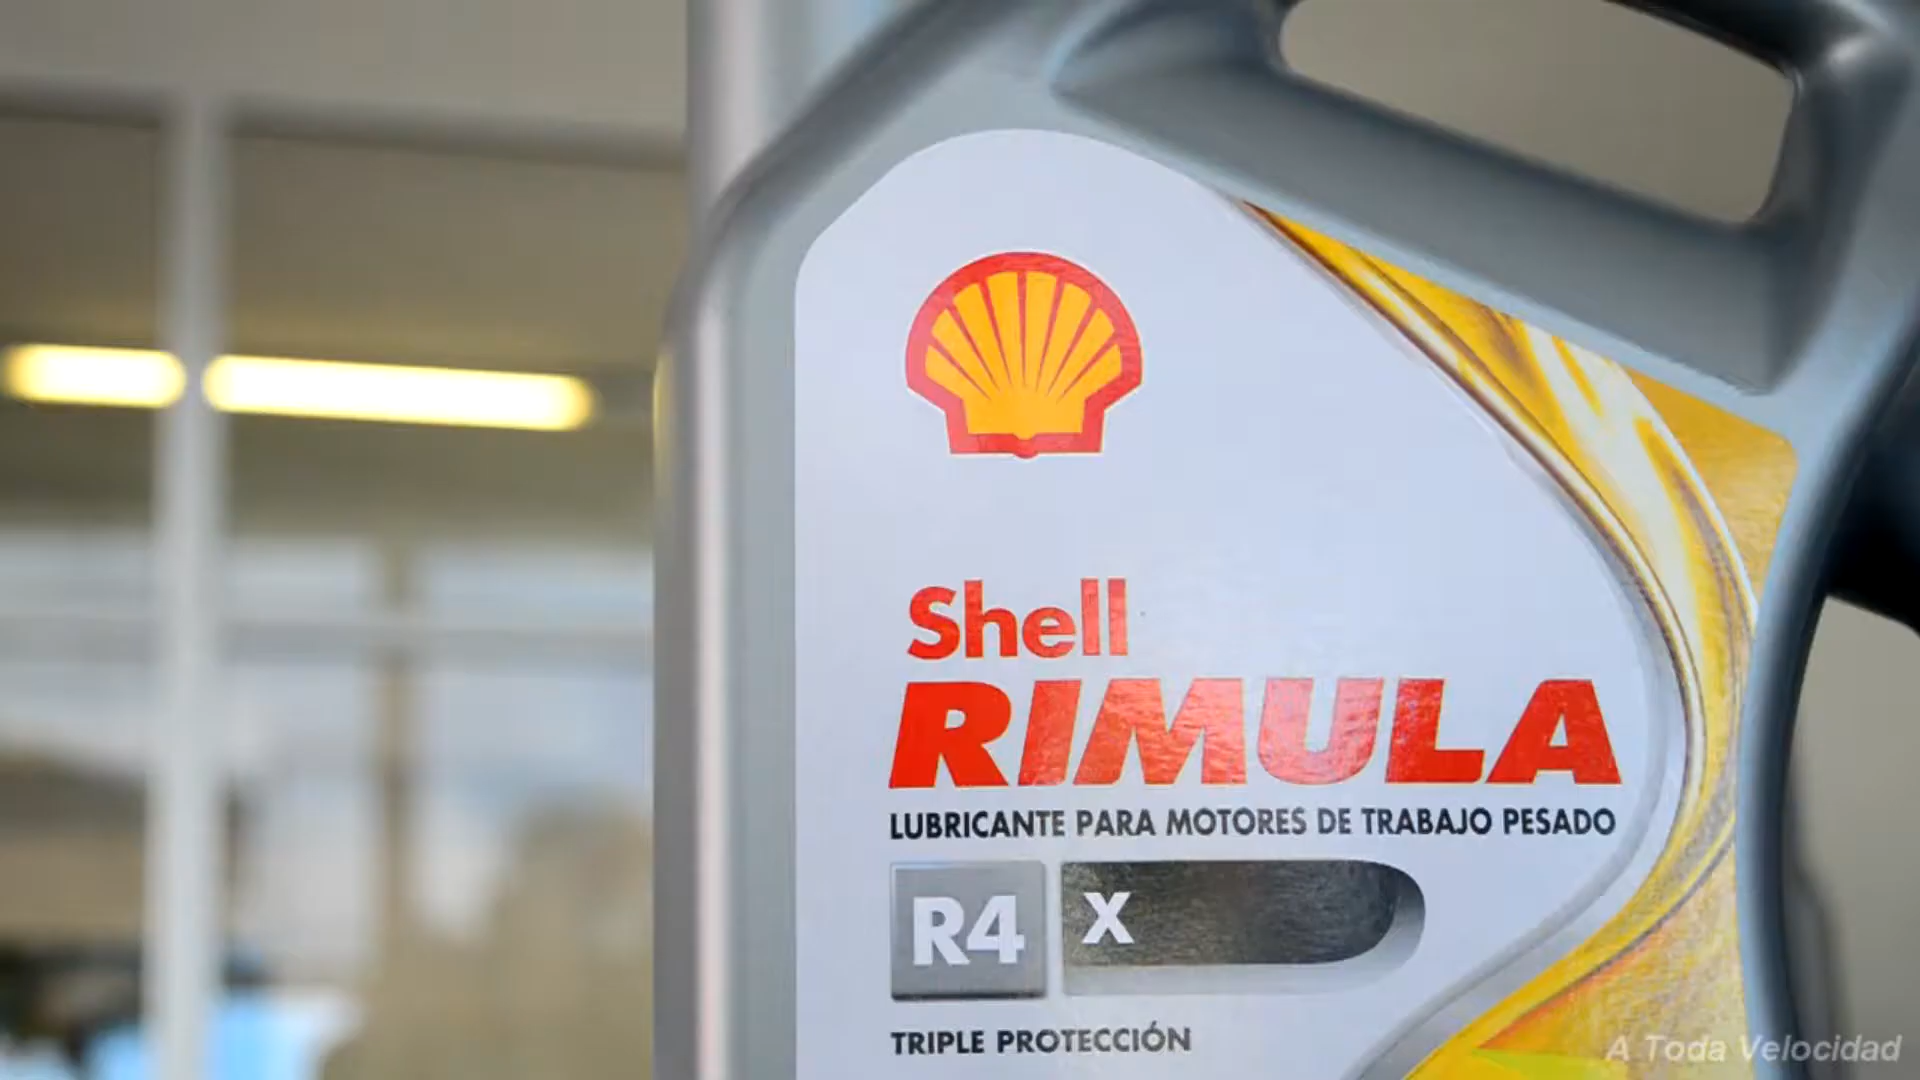 Shell
RIMULA
LUBRICANTE PARA MOTORES DE TRABAJO PESADO
R4 X
TRIPLE PROTECCIÓN
A Toda Velocidad